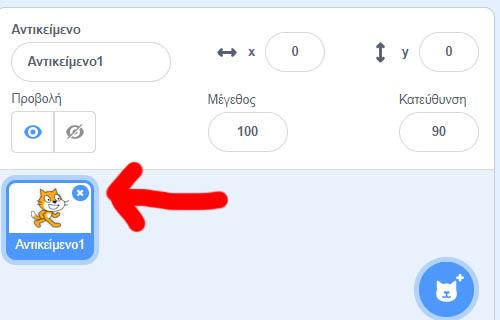 Αντικείμενο
Αντικείμενο1
x
0
y
0
Προβολή
Μέγεθος
Κατεύθυνση
100
90
Αντικείμενο1